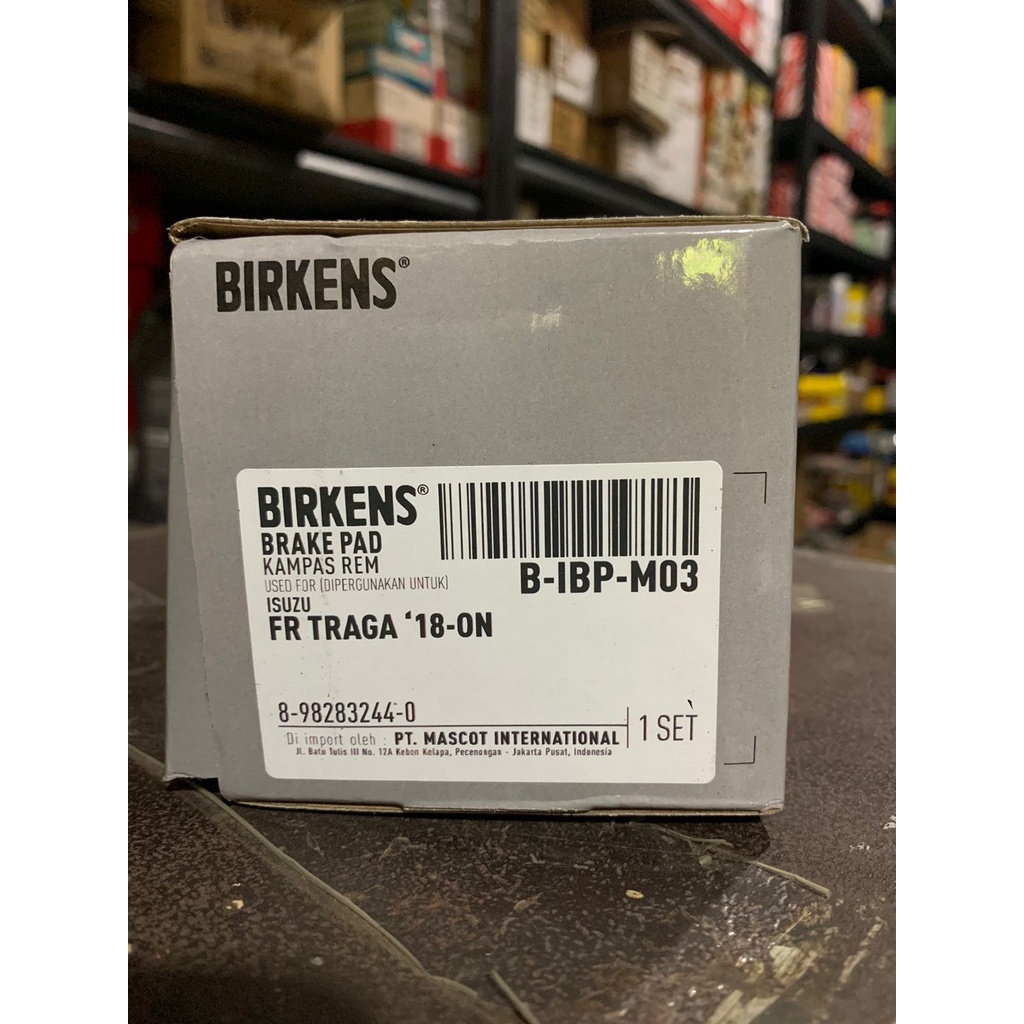 BIRKENS®
BIRKENS®
BRAKE PAD
KAMPAS REM
USED FOR (DIPERGUNAKAN UNTUK)
B-IBP-M03
ISUZU
FR TRAGA ‘18-ON
8-98283244-0
Di import oleh : PT. MASCOT INTERNATIONAL
Jl. Batu Tulis III No. 12A Kebon Kelapa, Pecenongan - Jakarta Pusat, Indonesia
1 SET